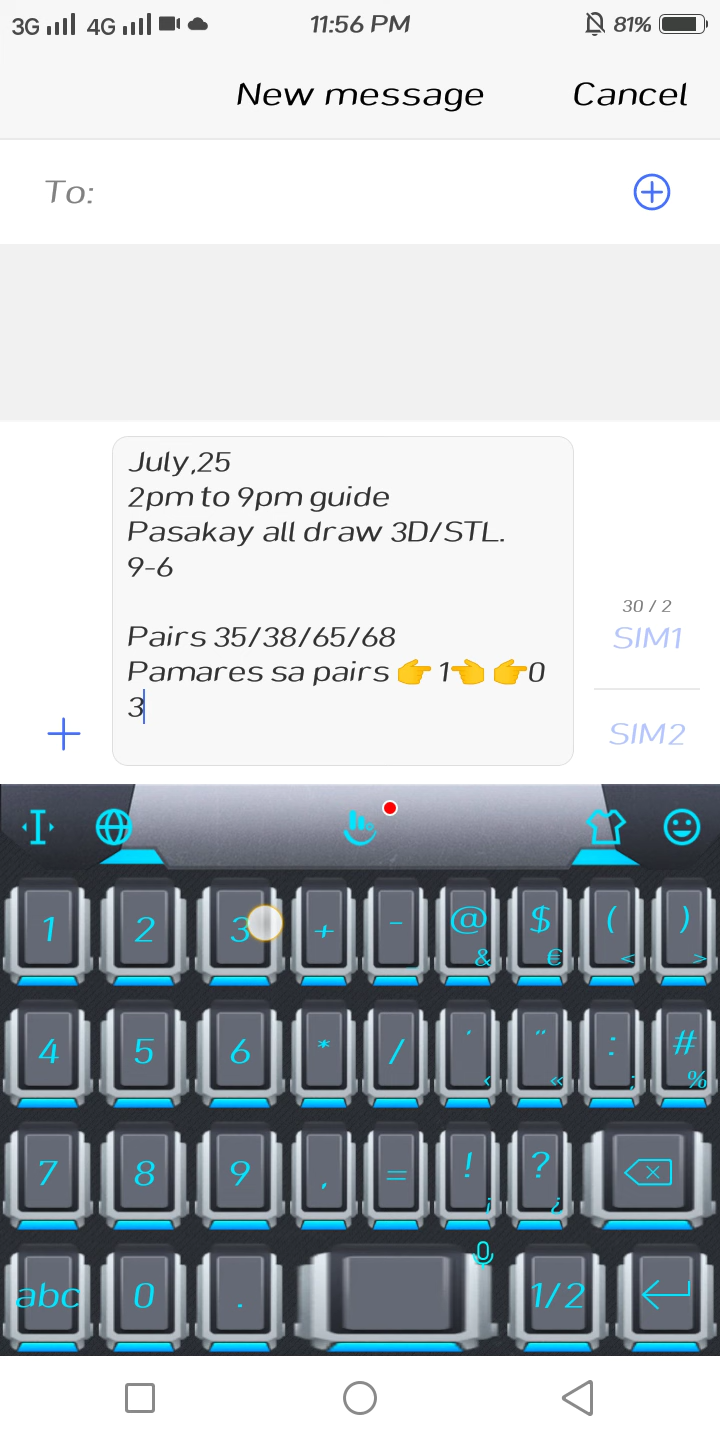 3G 4G 11:56 PM 81%
New message Cancel
To:
July,25
2pm to 9pm guide
Pasakay all draw 3D/STL.
9-6
Pairs 35/38/65/68
Pamares sa pairs 👉1👈 👉0
3
30 / 2
SIM1
SIM2
1 2 3 + - @ & $ € ( < ) >
4 5 6 * / ' ‹ " « : ; # %
7 8 9 , = ! ¡ ? ¿
abc 0 . 1/2